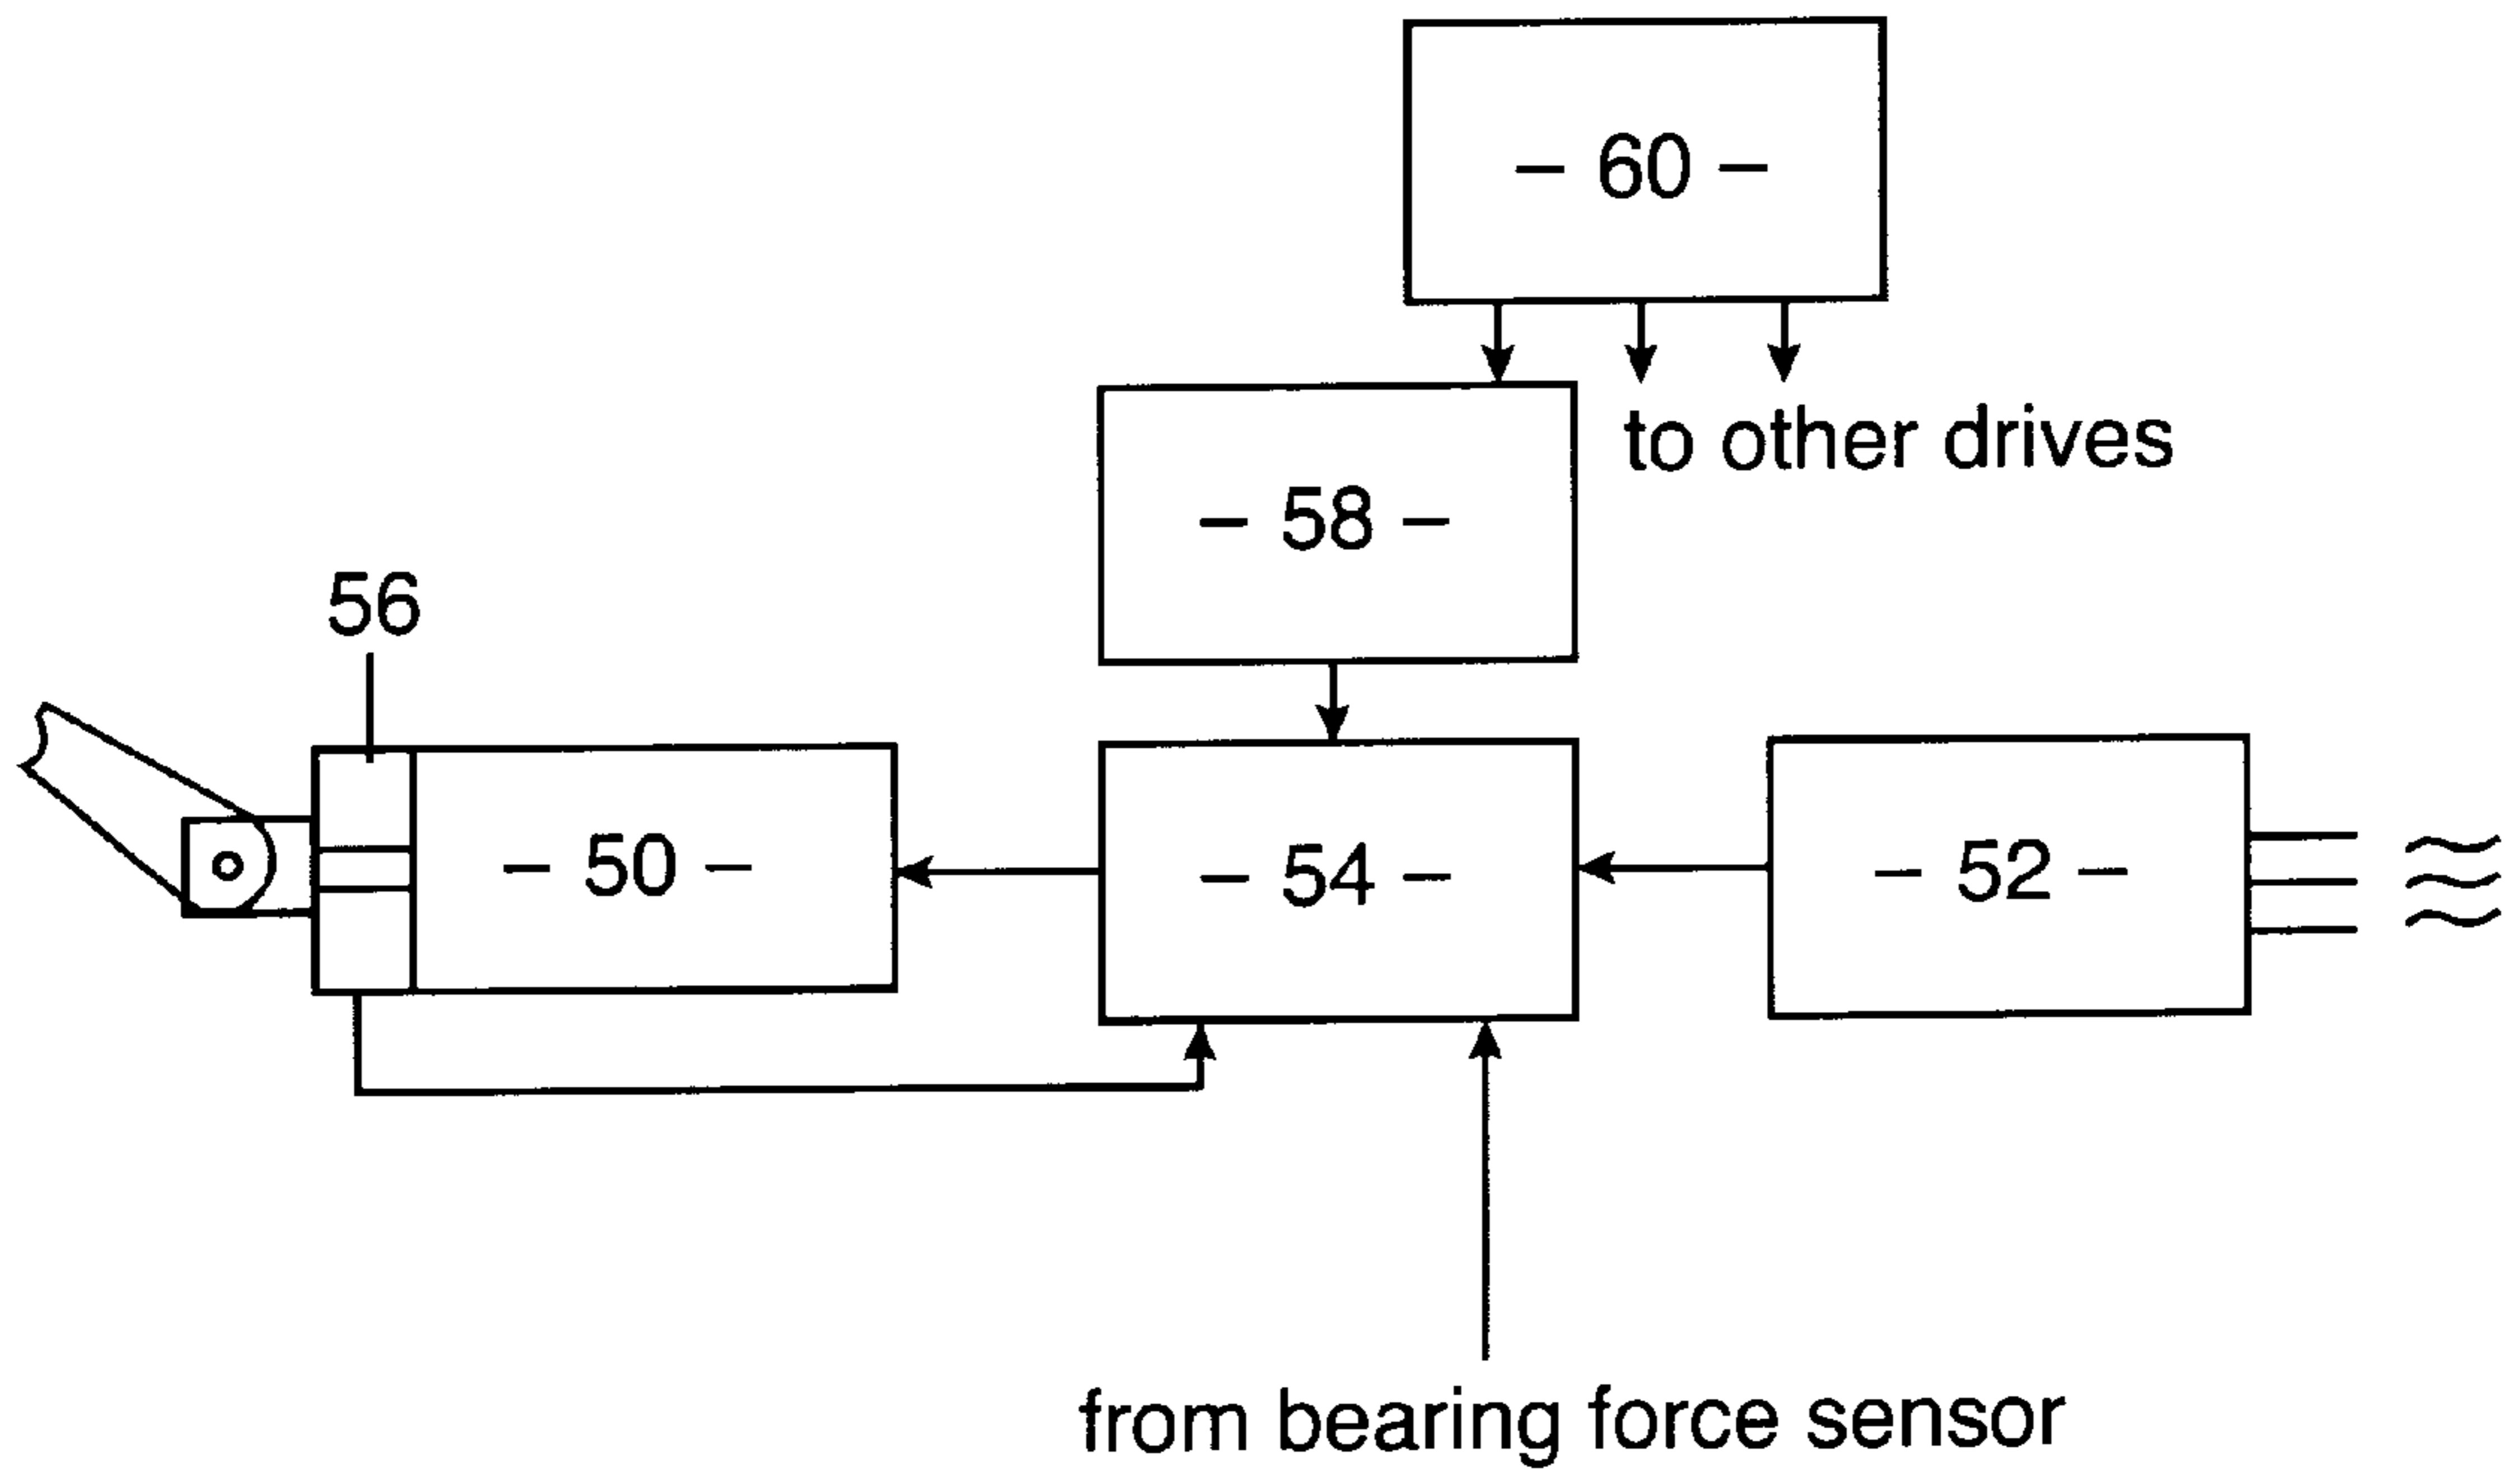 – 60 –
to other drives
– 58 –
56
– 50 –
– 54 –
– 52 –
from bearing force sensor